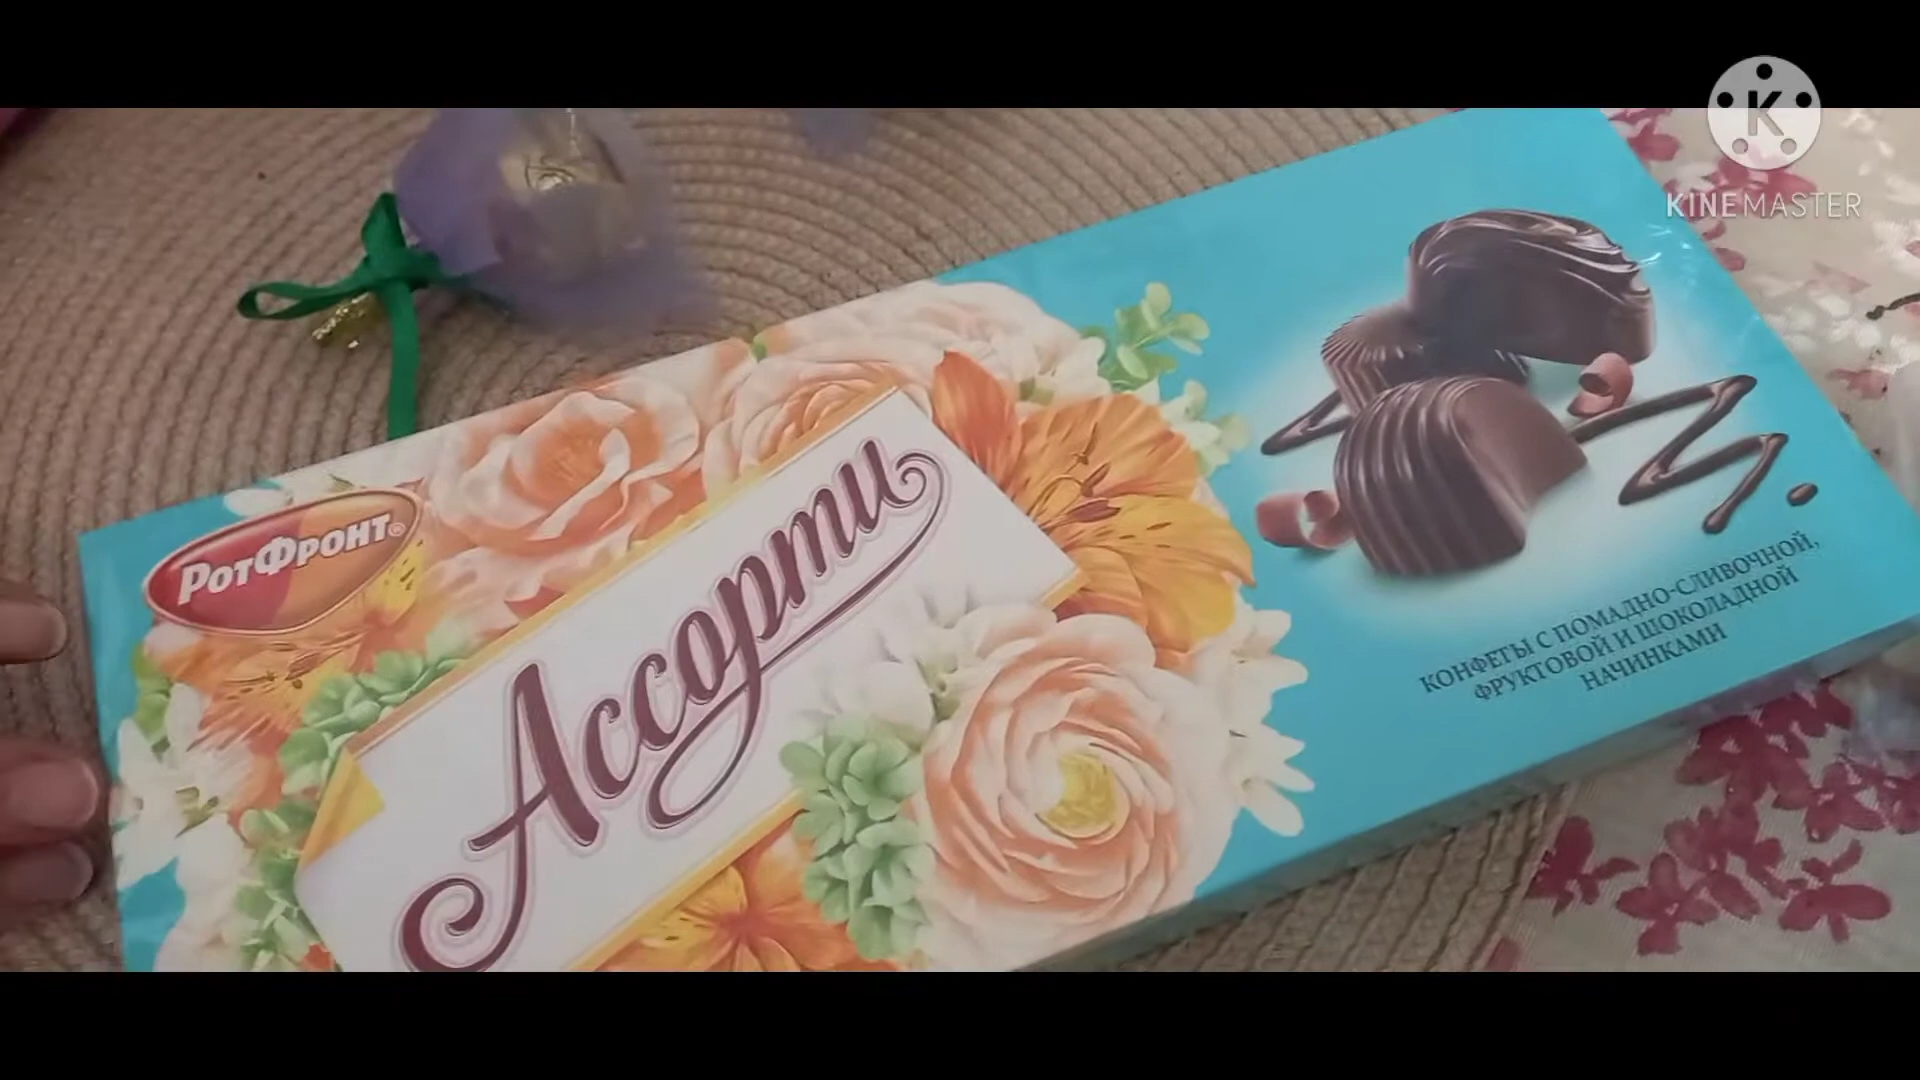 KINEMASTER
РотФронт®
Ассорти
КОНФЕТЫ С ПОМАДНО-СЛИВОЧНОЙ,
ФРУКТОВОЙ И ШОКОЛАДНОЙ
НАЧИНКАМИ